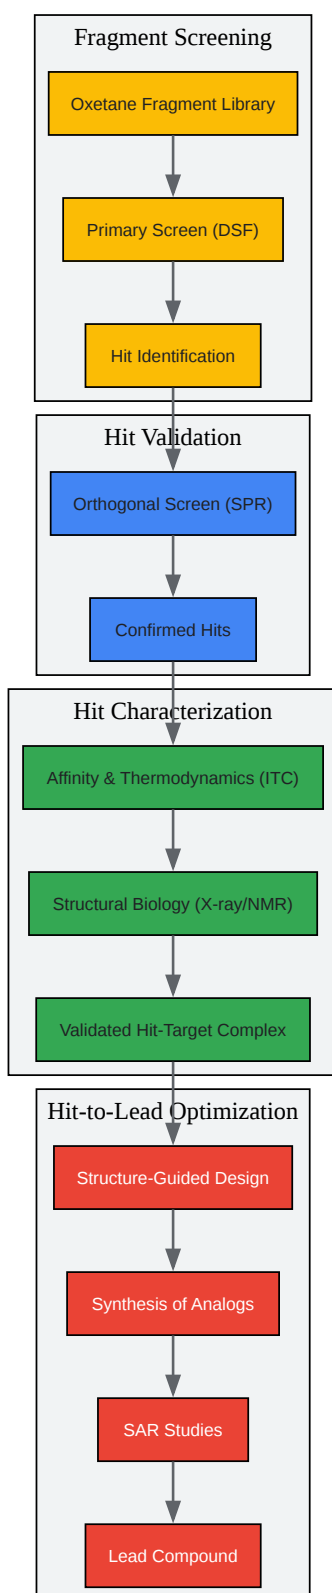 Fragment Screening
Oxetane Fragment Library
Primary Screen (DSF)
Hit Identification
Hit Validation
Orthogonal Screen (SPR)
Confirmed Hits
Hit Characterization
Affinity & Thermodynamics (ITC)
Structural Biology (X-ray/NMR)
Validated Hit-Target Complex
Hit-to-Lead Optimization
Structure-Guided Design
Synthesis of Analogs
SAR Studies
Lead Compound